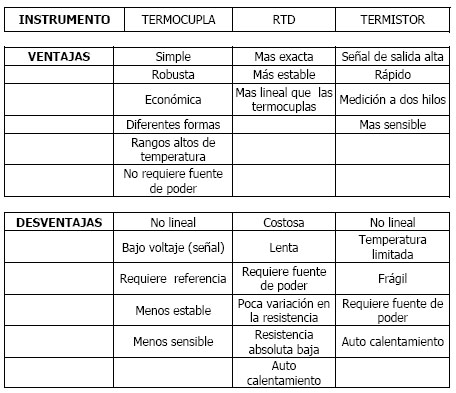 INSTRUMENTO TERMOCUPLA RTD TERMISTOR
VENTAJAS Simple Mas exacta Señal de salida alta
Robusta Más estable Rápido
Económica Mas lineal que las termocuplas Medición a dos hilos
Diferentes formas Mas sensible
Rangos altos de temperatura
No requiere fuente de poder
DESVENTAJAS No lineal Costosa No lineal
Bajo voltaje (señal) Lenta Temperatura limitada
Requiere referencia Requiere fuente de poder Frágil
Menos estable Poca variación en la resistencia Requiere fuente de poder
Menos sensible Resistencia absoluta baja Auto calentamiento
Auto calentamiento